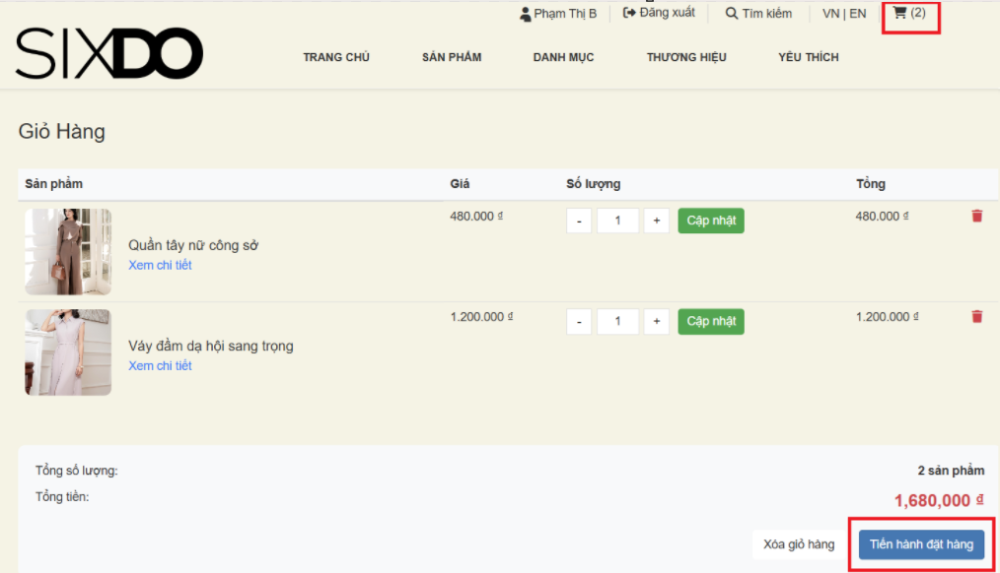 Phạm Thị B Đăng xuất Tìm kiếm VN | EN (2)
SIXDO
TRANG CHỦ SẢN PHẨM DANH MỤC THƯƠNG HIỆU YÊU THÍCH
Giỏ Hàng
Sản phẩm Giá Số lượng Tổng
480.000 đ - 1 + Cập nhật 480.000 đ
Quần tây nữ công sở
Xem chi tiết
1.200.000 đ - 1 + Cập nhật 1.200.000 đ
Váy đầm dạ hội sang trọng
Xem chi tiết
Tổng số lượng: 2 sản phẩm
Tổng tiền: 1,680,000 đ
Xóa giỏ hàng Tiến hành đặt hàng